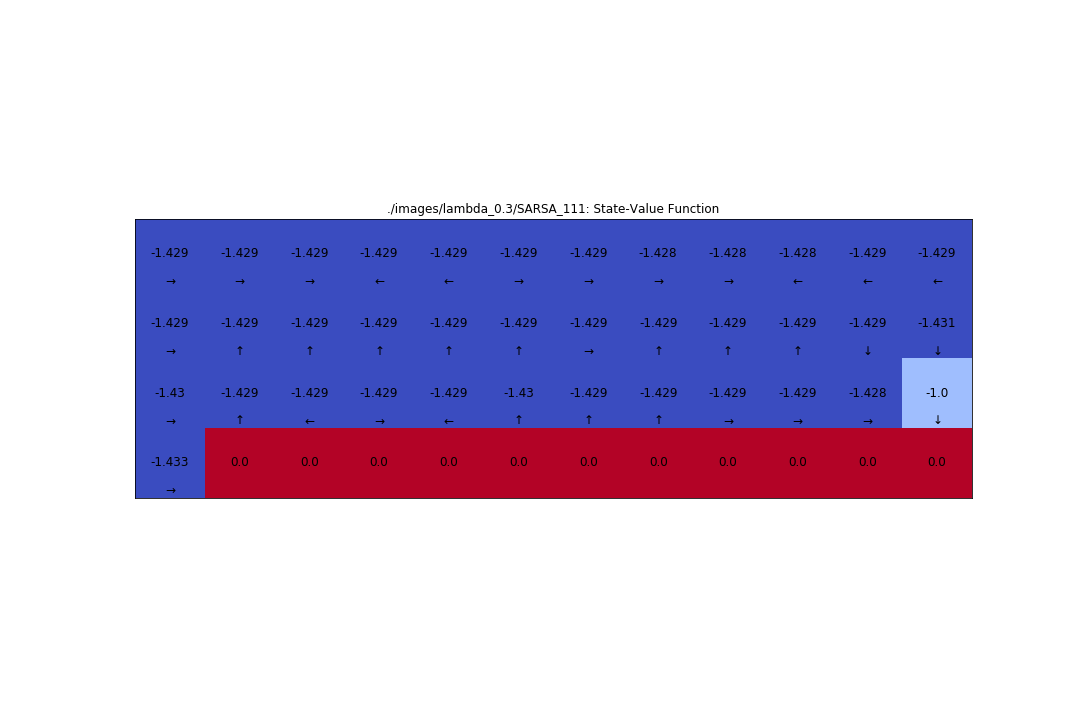 ./images/lambda_0.3/SARSA_111: State-Value Function
-1.429 -1.429 -1.429 -1.429 -1.429 -1.429 -1.429 -1.428 -1.428 -1.428 -1.429 -1.429
→ → → ← ← → → → → ← ← ←
-1.429 -1.429 -1.429 -1.429 -1.429 -1.429 -1.429 -1.429 -1.429 -1.429 -1.429 -1.431
→ ↑ ↑ ↑ ↑ ↑ → ↑ ↑ ↑ ↓ ↓
-1.43 -1.429 -1.429 -1.429 -1.429 -1.43 -1.429 -1.429 -1.429 -1.429 -1.428 -1.0
→ ↑ ← → ← ↑ ↑ ↑ → → → ↓
-1.433 0.0 0.0 0.0 0.0 0.0 0.0 0.0 0.0 0.0 0.0 0.0
→